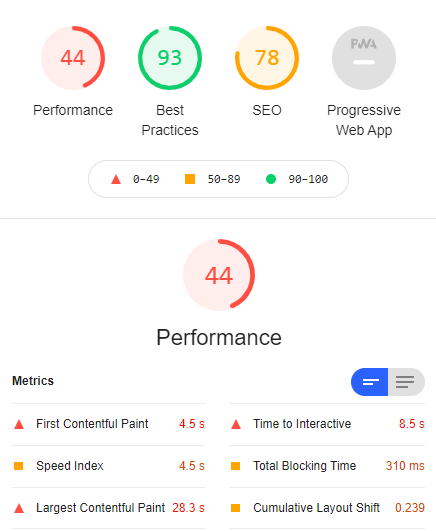 44 93 78 PWA
Performance Best Practices SEO Progressive Web App
0–49 50–89 90–100
44
Performance
Metrics
First Contentful Paint 4.5 s
Time to Interactive 8.5 s
Speed Index 4.5 s
Total Blocking Time 310 ms
Largest Contentful Paint 28.3 s
Cumulative Layout Shift 0.239